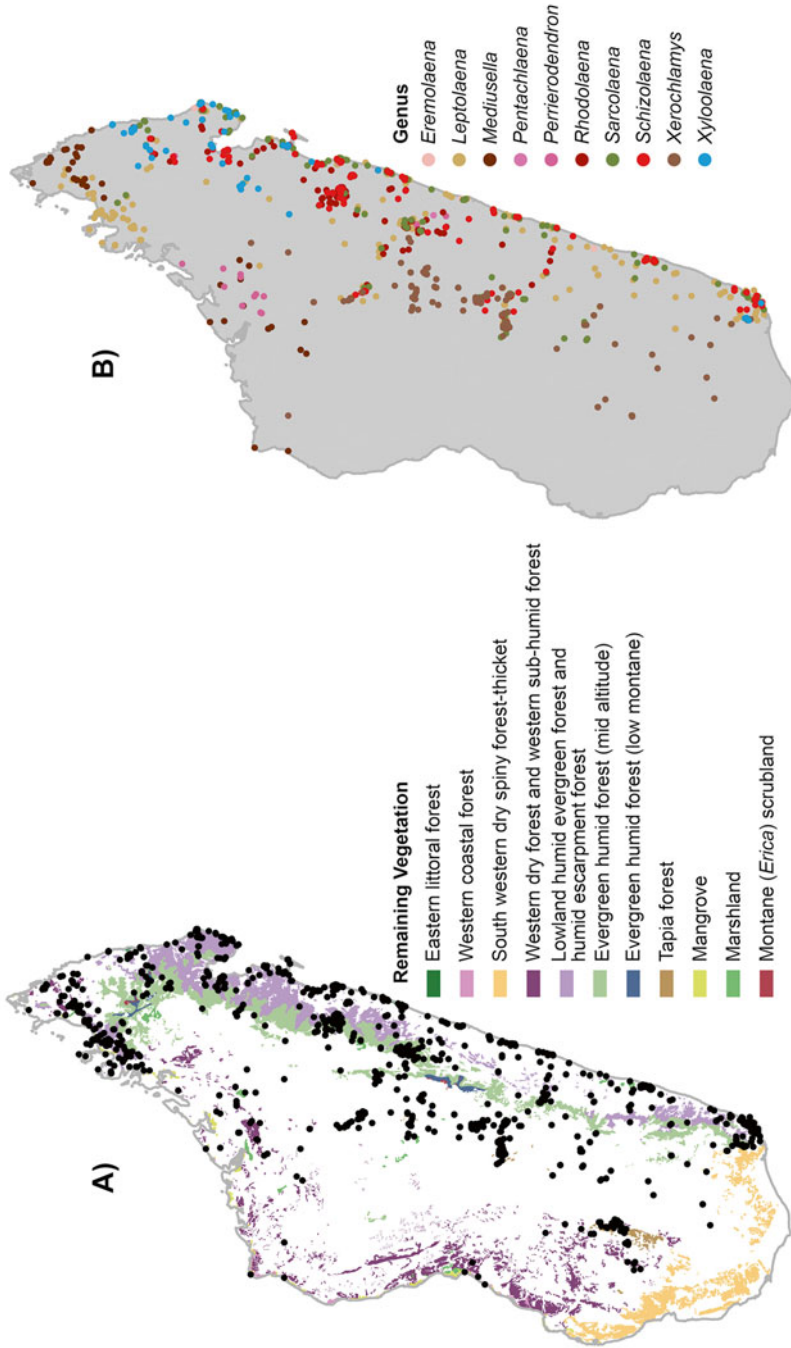 A)
Remaining Vegetation
Eastern littoral forest
Western coastal forest
South western dry spiny forest-thicket
Western dry forest and western sub-humid forest
Lowland humid evergreen forest and
humid escarpment forest
Evergreen humid forest (mid altitude)
Evergreen humid forest (low montane)
Tapia forest
Mangrove
Marshland
Montane (Erica) scrubland
B)
Genus
Eremolaena
Leptolaena
Mediusella
Pentachlaena
Perrierodendron
Rhodolaena
Sarcolaena
Schizolaena
Xerochlamys
Xyloolaena